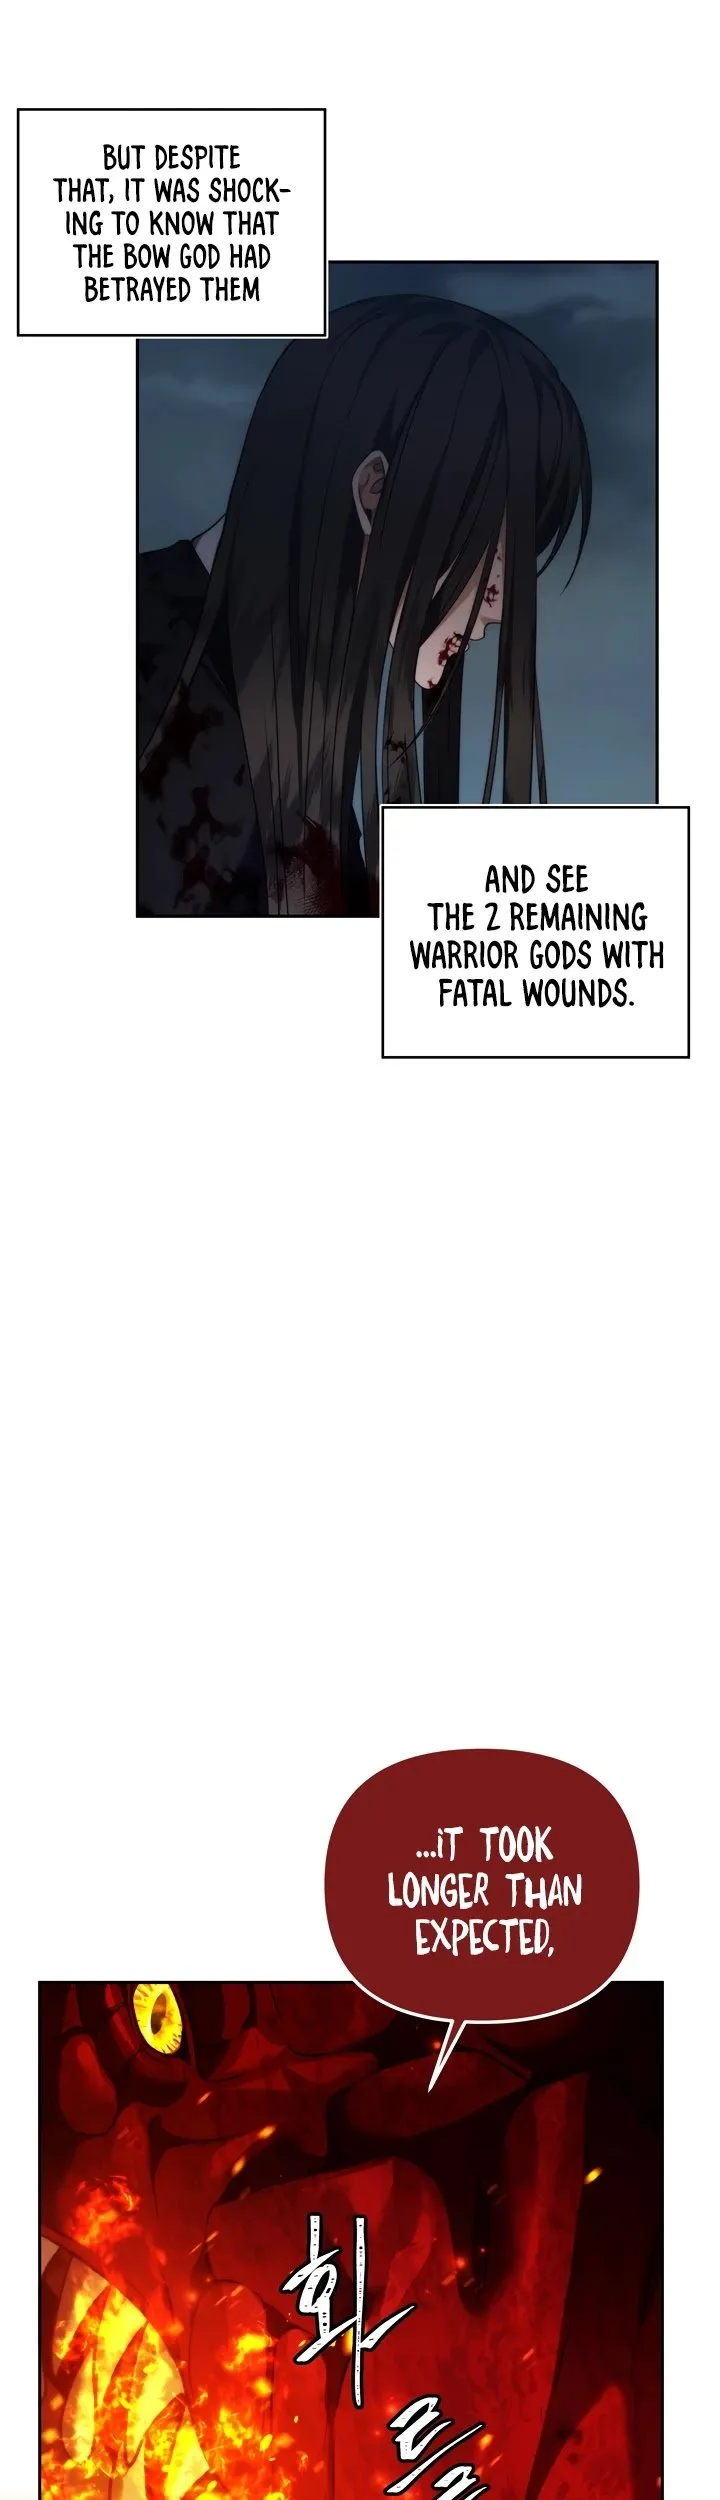 BUT DESPITE
THAT, IT WAS SHOCK-
ING TO KNOW THAT
THE BOW GOD HAD
BETRAYED THEM
AND SEE
THE 2 REMAINING
WARRIOR GODS WITH
FATAL WOUNDS.
...IT TOOK
LONGER THAN
EXPECTED,
화